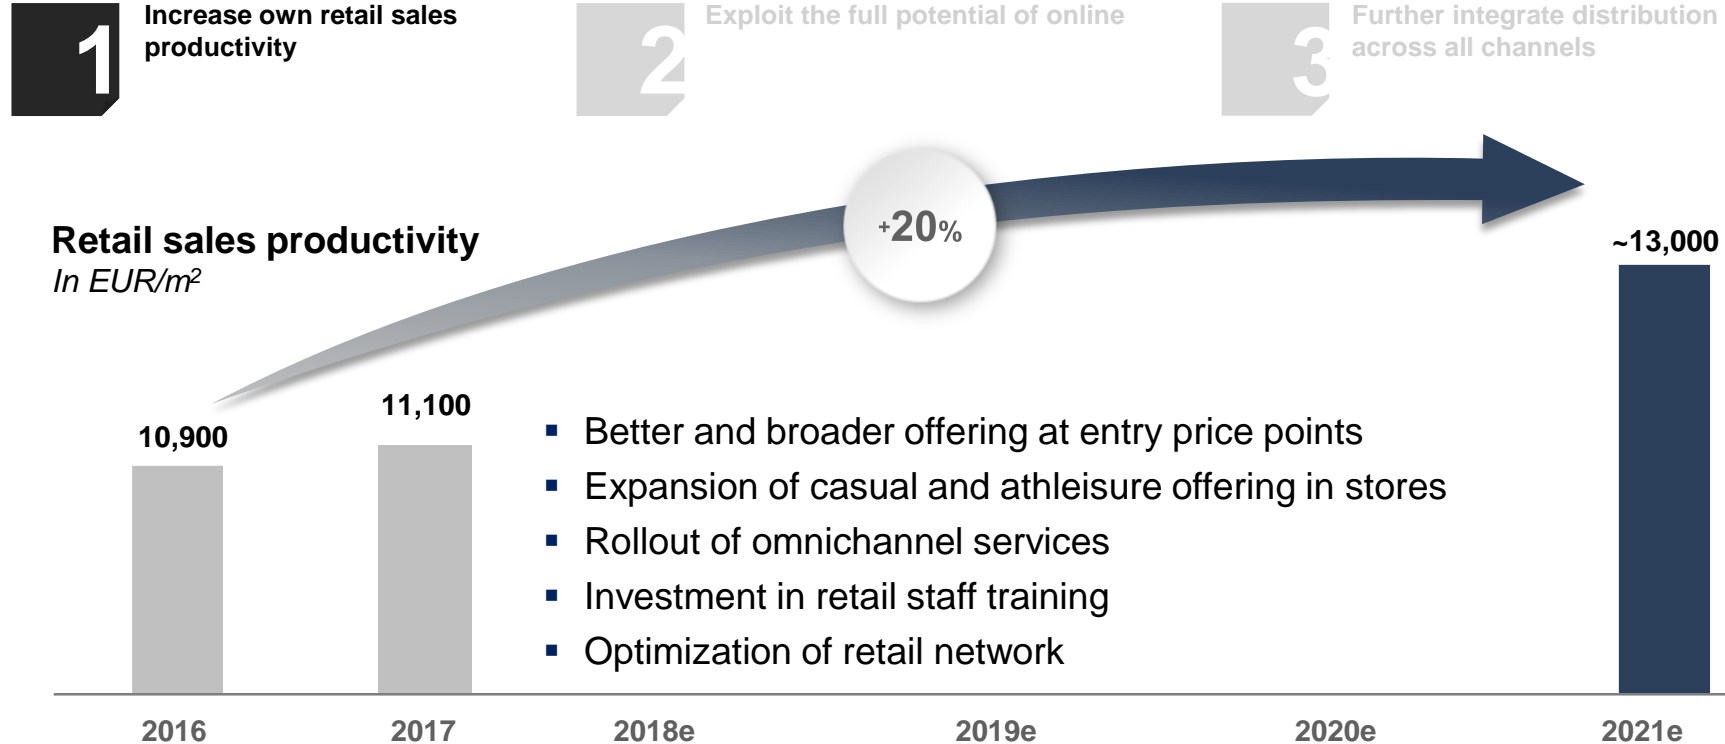 1
Increase own retail sales
productivity
2
Exploit the full potential of online
3
Further integrate distribution
across all channels
+20%
Retail sales productivity
In EUR/m²
~13,000
11,100
10,900
▪ Better and broader offering at entry price points
▪ Expansion of casual and athleisure offering in stores
▪ Rollout of omnichannel services
▪ Investment in retail staff training
▪ Optimization of retail network
2016 2017 2018e 2019e 2020e 2021e